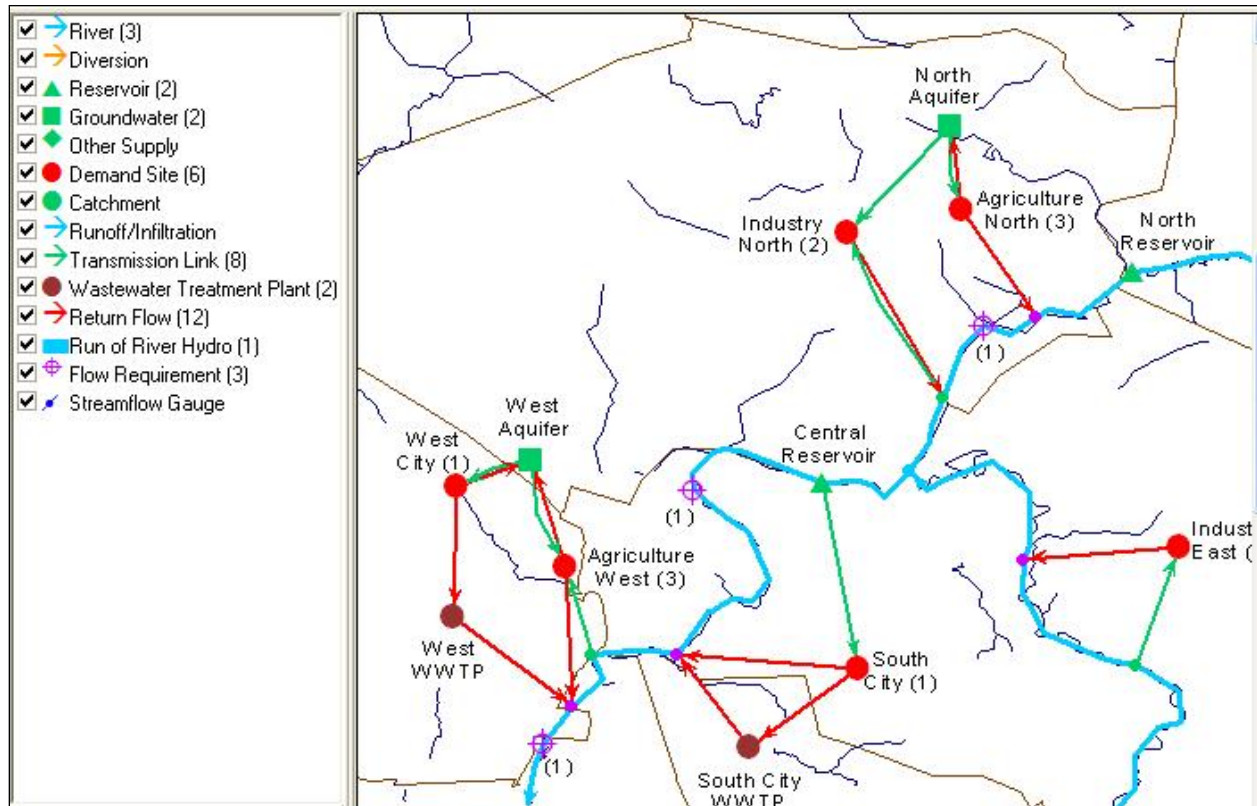 River (3)
Diversion
Reservoir (2)
Groundwater (2)
Other Supply
Demand Site (6)
Catchment
Runoff/Infiltration
Transmission Link (8)
Wastewater Treatment Plant (2)
Return Flow (12)
Run of River Hydro (1)
Flow Requirement (3)
Streamflow Gauge
North
Aquifer
Agriculture
North (3)
Industry
North (2)
North
Reservoir
(1)
West
Aquifer
West
City (1)
Central
Reservoir
(1)
Agriculture
West (3)
Indust
East (
West
WWTP
South
City (1)
(1)
South City
WWTP